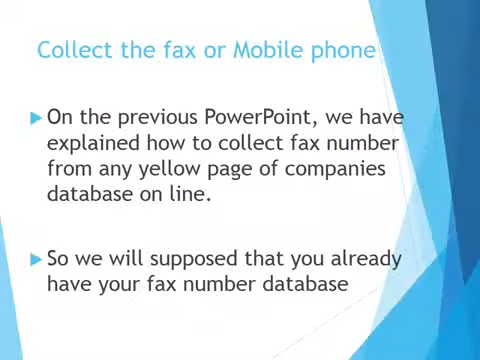 Collect the fax or Mobile phone
On the previous PowerPoint, we have
explained how to collect fax number
from any yellow page of companies
database on line.
So we will supposed that you already
have your fax number database